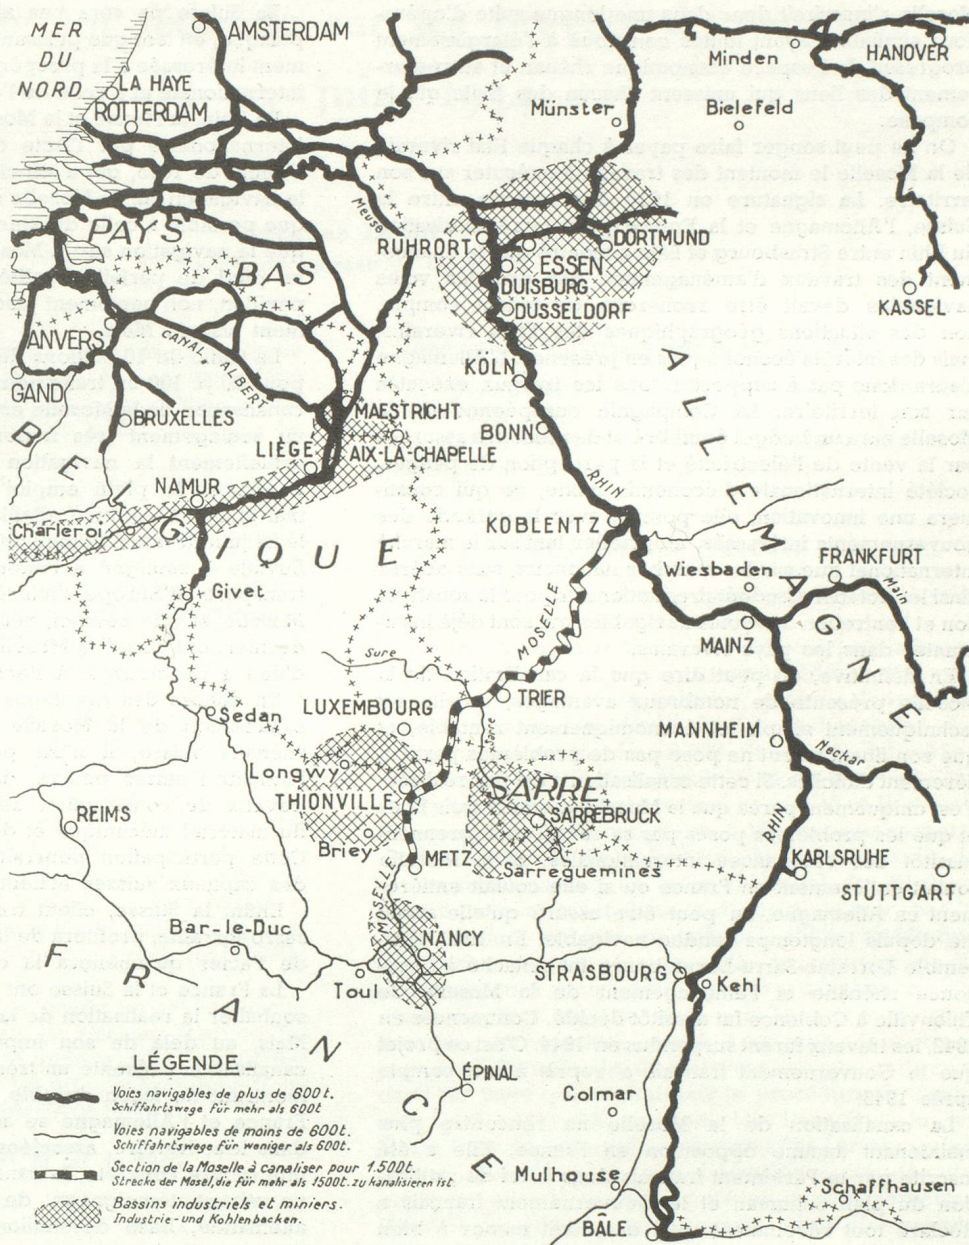 MER
DU
NORD
AMSTERDAM
LA HAYE
ROTTERDAM
Minden
HANOVER
Münster
Bielefeld
Meuse
RUHRORT
DORTMUND
ESSEN
DUISBURG
DÜSSELDORF
KASSEL
PAYS
BAS
ANVERS
GAND
CANAL ALBERT
BRUXELLES
MAESTRICHT
LIÈGE
AIX-LA-CHAPELLE
KÖLN
BONN
RHIN
NAMUR
Charleroi
BELGIQUE
KOBLENTZ
ALLEMAGNE
Wiesbaden
FRANKFURT
Main
MAINZ
Givet
MOSELLE
Sure
TRIER
Sarre
LUXEMBOURG
Sedan
Longwy
MANNHEIM
Neckar
THIONVILLE
SARRE
REIMS
SARREBRUCK
Briey
METZ
Sarreguemines
RHIN
KARLSRUHE
STUTTGART
MOSELLE
Bar-le-Duc
NANCY
Toul
STRASBOURG
Kehl
FRANCE
ÉPINAL
Colmar
Mulhouse
Schaffhausen
BALE
LÉGENDE
Voies navigables de plus de 600 t.
Schiffahrtswege für mehr als 600t
Voies navigables de moins de 600t.
Schiffahrtswege für weniger als 600t.
Section de la Moselle à canaliser pour 1.500t.
Strecke der Mosel, die für mehr als 1500t. zu kanalisieren ist.
Bassins industriels et miniers.
Industrie- und Kohlenbecken.